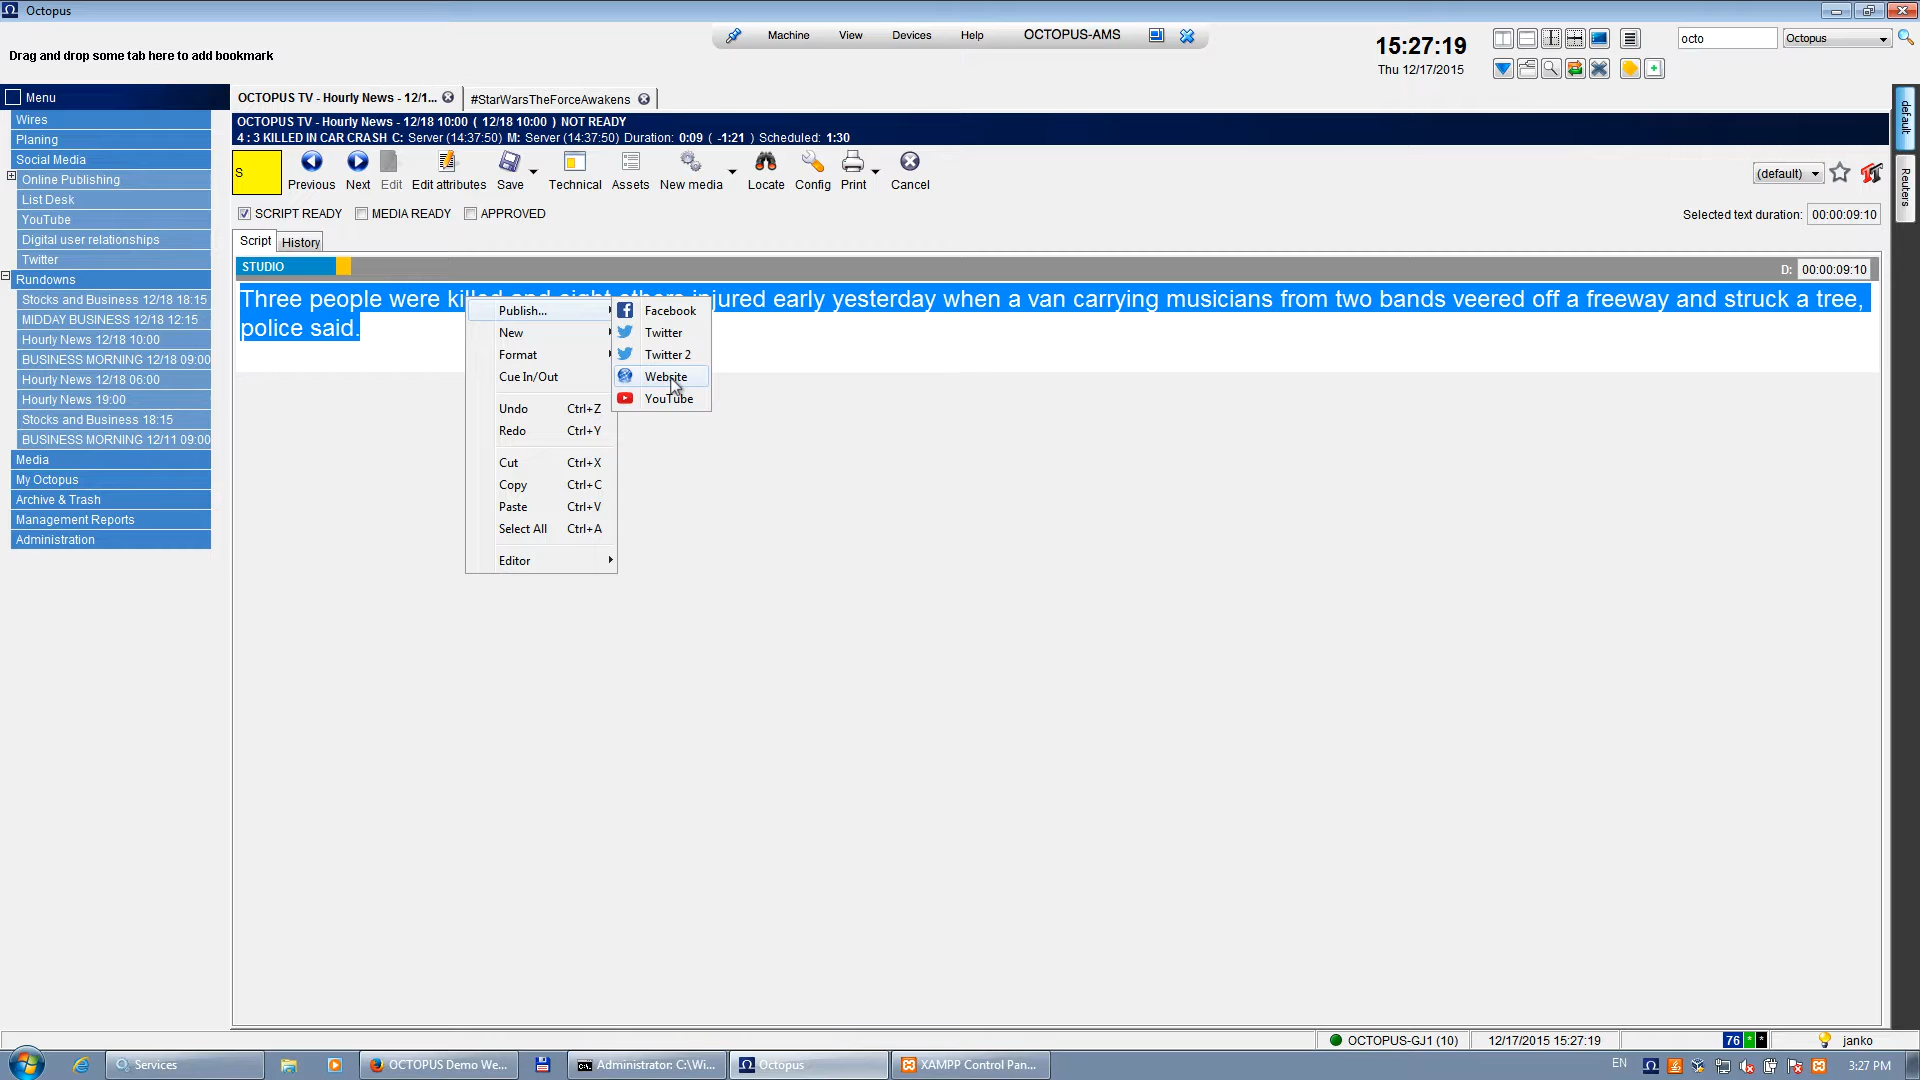 Octopus
Drag and drop some tab here to add bookmark
Machine View Devices Help OCTOPUS-AMS
15:27:19
Thu 12/17/2015
octo
Octopus
Menu
OCTOPUS TV - Hourly News - 12/1...
#StarWarsTheForceAwakens
default
Reuters
Wires
Planing
Social Media
Online Publishing
List Desk
YouTube
Digital user relationships
Twitter
Rundowns
Stocks and Business 12/18 18:15
MIDDAY BUSINESS 12/18 12:15
Hourly News 12/18 10:00
BUSINESS MORNING 12/18 09:00
Hourly News 12/18 06:00
Hourly News 19:00
Stocks and Business 18:15
BUSINESS MORNING 12/11 09:00
Media
My Octopus
Archive & Trash
Management Reports
Administration
OCTOPUS TV - Hourly News - 12/18 10:00 ( 12/18 10:00 ) NOT READY
4 : 3 KILLED IN CAR CRASH C: Server (14:37:50) M: Server (14:37:50) Duration: 0:09 ( -1:21 ) Scheduled: 1:30
S
Previous Next Edit Edit attributes Save Technical Assets New media Locate Config Print Cancel
(default)
SCRIPT READY MEDIA READY APPROVED
Selected text duration: 00:00:09:10
Script History
STUDIO
D: 00:00:09:10
Three people were killed and eight others injured early yesterday when a van carrying musicians from two bands veered off a freeway and struck a tree,
police said.
Publish...
New
Format
Cue In/Out
Undo Ctrl+Z
Redo Ctrl+Y
Cut Ctrl+X
Copy Ctrl+C
Paste Ctrl+V
Select All Ctrl+A
Editor
Facebook
Twitter
Twitter 2
Website
YouTube
OCTOPUS-GJ1 (10)
12/17/2015 15:27:19
76 * *
janko
Services
OCTOPUS Demo We...
Administrator: C:\Wi...
Octopus
XAMPP Control Pan...
EN
3:27 PM